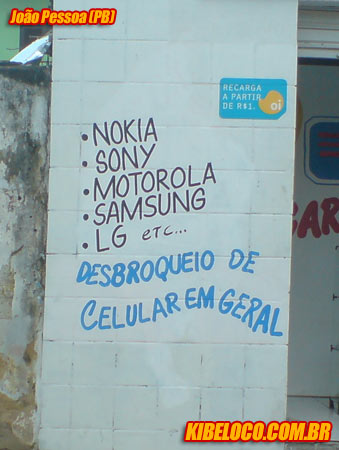 João Pessoa (PB)
RECARGA
A PARTIR
DE R$1.
oi
• NOKIA
• SONY
• MOTOROLA
• SAMSUNG
• LG etc...
DESBROQUEIO DE
CELULAR EM GERAL
KIBELOCO.COM.BR